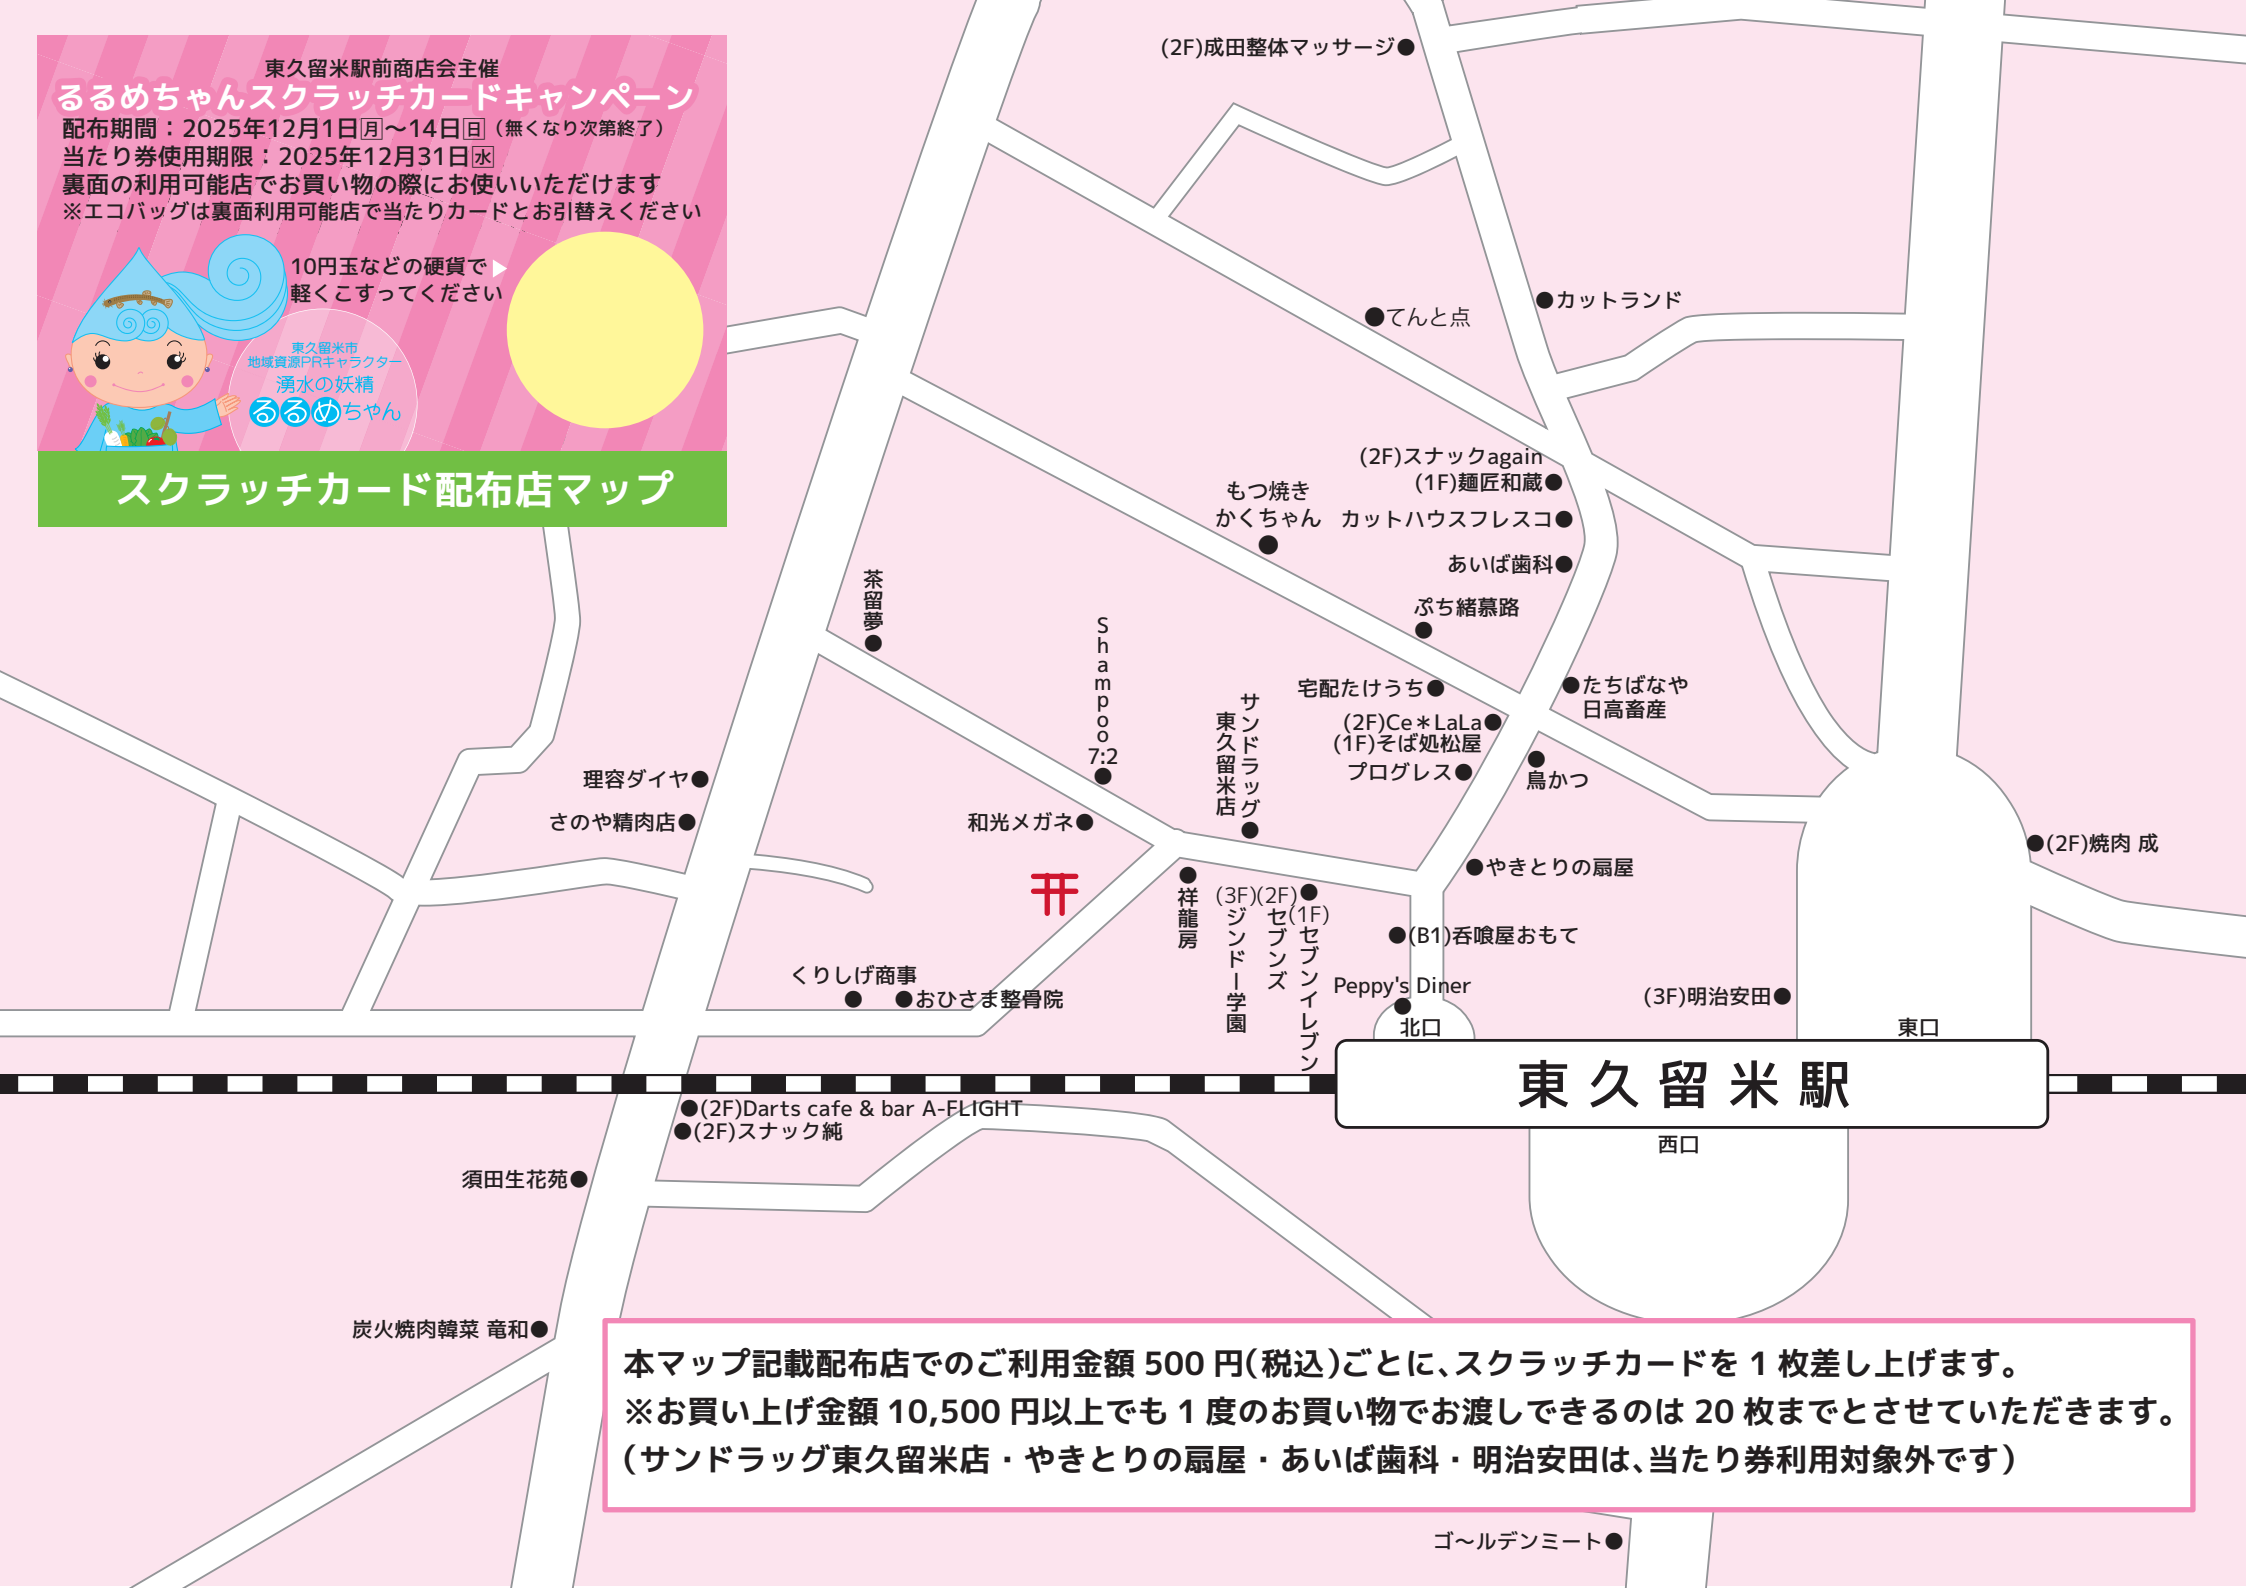 東久留米駅前商店会主催
るるめちゃんスクラッチカードキャンペーン
配布期間：2025年12月1日月～14日日（無くなり次第終了）
当たり券使用期限：2025年12月31日水
裏面の利用可能店でお買い物の際にお使いいただけます
※エコバッグは裏面利用可能店で当たりカードとお引替えください
10円玉などの硬貨で
軽くこすってください
東久留米市
地域資源PRキャラクター
湧水の妖精
るるめちゃん
スクラッチカード配布店マップ
(2F)成田整体マッサージ
カットランド
てんと点
(2F)スナックagain
(1F)麺匠和蔵
もつ焼き
かくちゃん
カットハウスフレスコ
あいば歯科
ぷち緒慕路
茶留夢
Shampoo
7:2
宅配たけうち
たちばなや
日高畜産
サンドラッグ
東久留米店
(2F)Ce＊LaLa
(1F)そば処松屋
プログレス
鳥かつ
理容ダイヤ
さのや精肉店
和光メガネ
(2F)焼肉 成
やきとりの扇屋
祥龍房
(3F)
ジンドー学園
(2F)
セブンズ
(1F)
セブンイレブン
(B1)呑喰屋おもて
くりしげ商事
おひさま整骨院
Peppy's Diner
(3F)明治安田
北口
東口
東久留米駅
西口
(2F)Darts cafe & bar A-FLIGHT
(2F)スナック純
須田生花苑
炭火焼肉韓菜 竜和
本マップ記載配布店でのご利用金額 500 円（税込）ごとに、スクラッチカードを 1 枚差し上げます。
※お買い上げ金額 10,500 円以上でも 1 度のお買い物でお渡しできるのは 20 枚までとさせていただきます。
（サンドラッグ東久留米店・やきとりの扇屋・あいば歯科・明治安田は、当たり券利用対象外です）
ゴ～ルデンミート